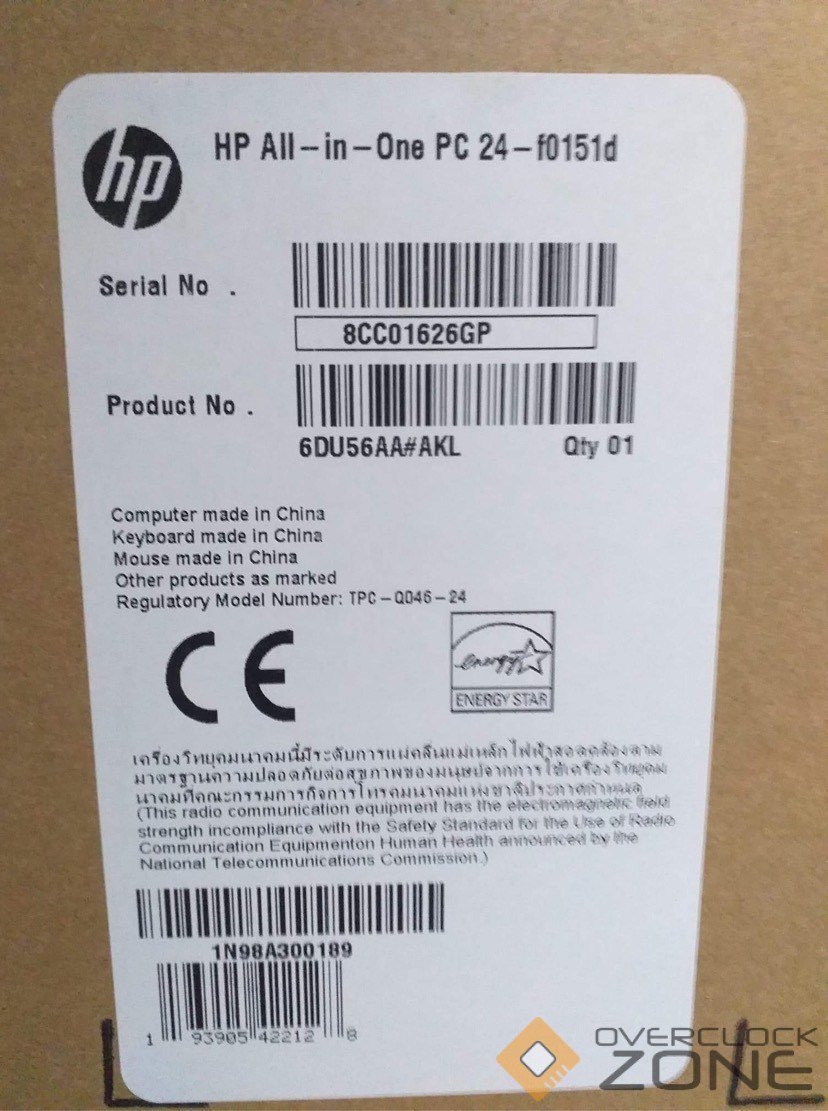 hp
HP All-in-One PC 24-f0151d
Serial No .
8CC01626GP
Product No .
6DU56AA#AKL Qty 01
Computer made in China
Keyboard made in China
Mouse made in China
Other products as marked
Regulatory Model Number: TPC-Q046-24
CE
energy
ENERGY STAR
เครื่องวิทยุคมนาคมนี้มีระดับการแผ่คลื่นแม่เหล็กไฟฟ้าสอดคล้องตาม
มาตรฐานความปลอดภัยต่อสุขภาพของมนุษย์จากการใช้เครื่องวิทยุคม
นาคมที่คณะกรรมการกิจการโทรคมนาคมแห่งชาติประกาศกำหนด
(This radio communication equipment has the electromagnetic field
strength incompliance with the Safety Standard for the Use of Radio
Communication Equipmenton Human Health announced by the
National Telecommunications Commission.)
1N98A300189
1 93905 42212 8
OVERCLOCK
ZONE